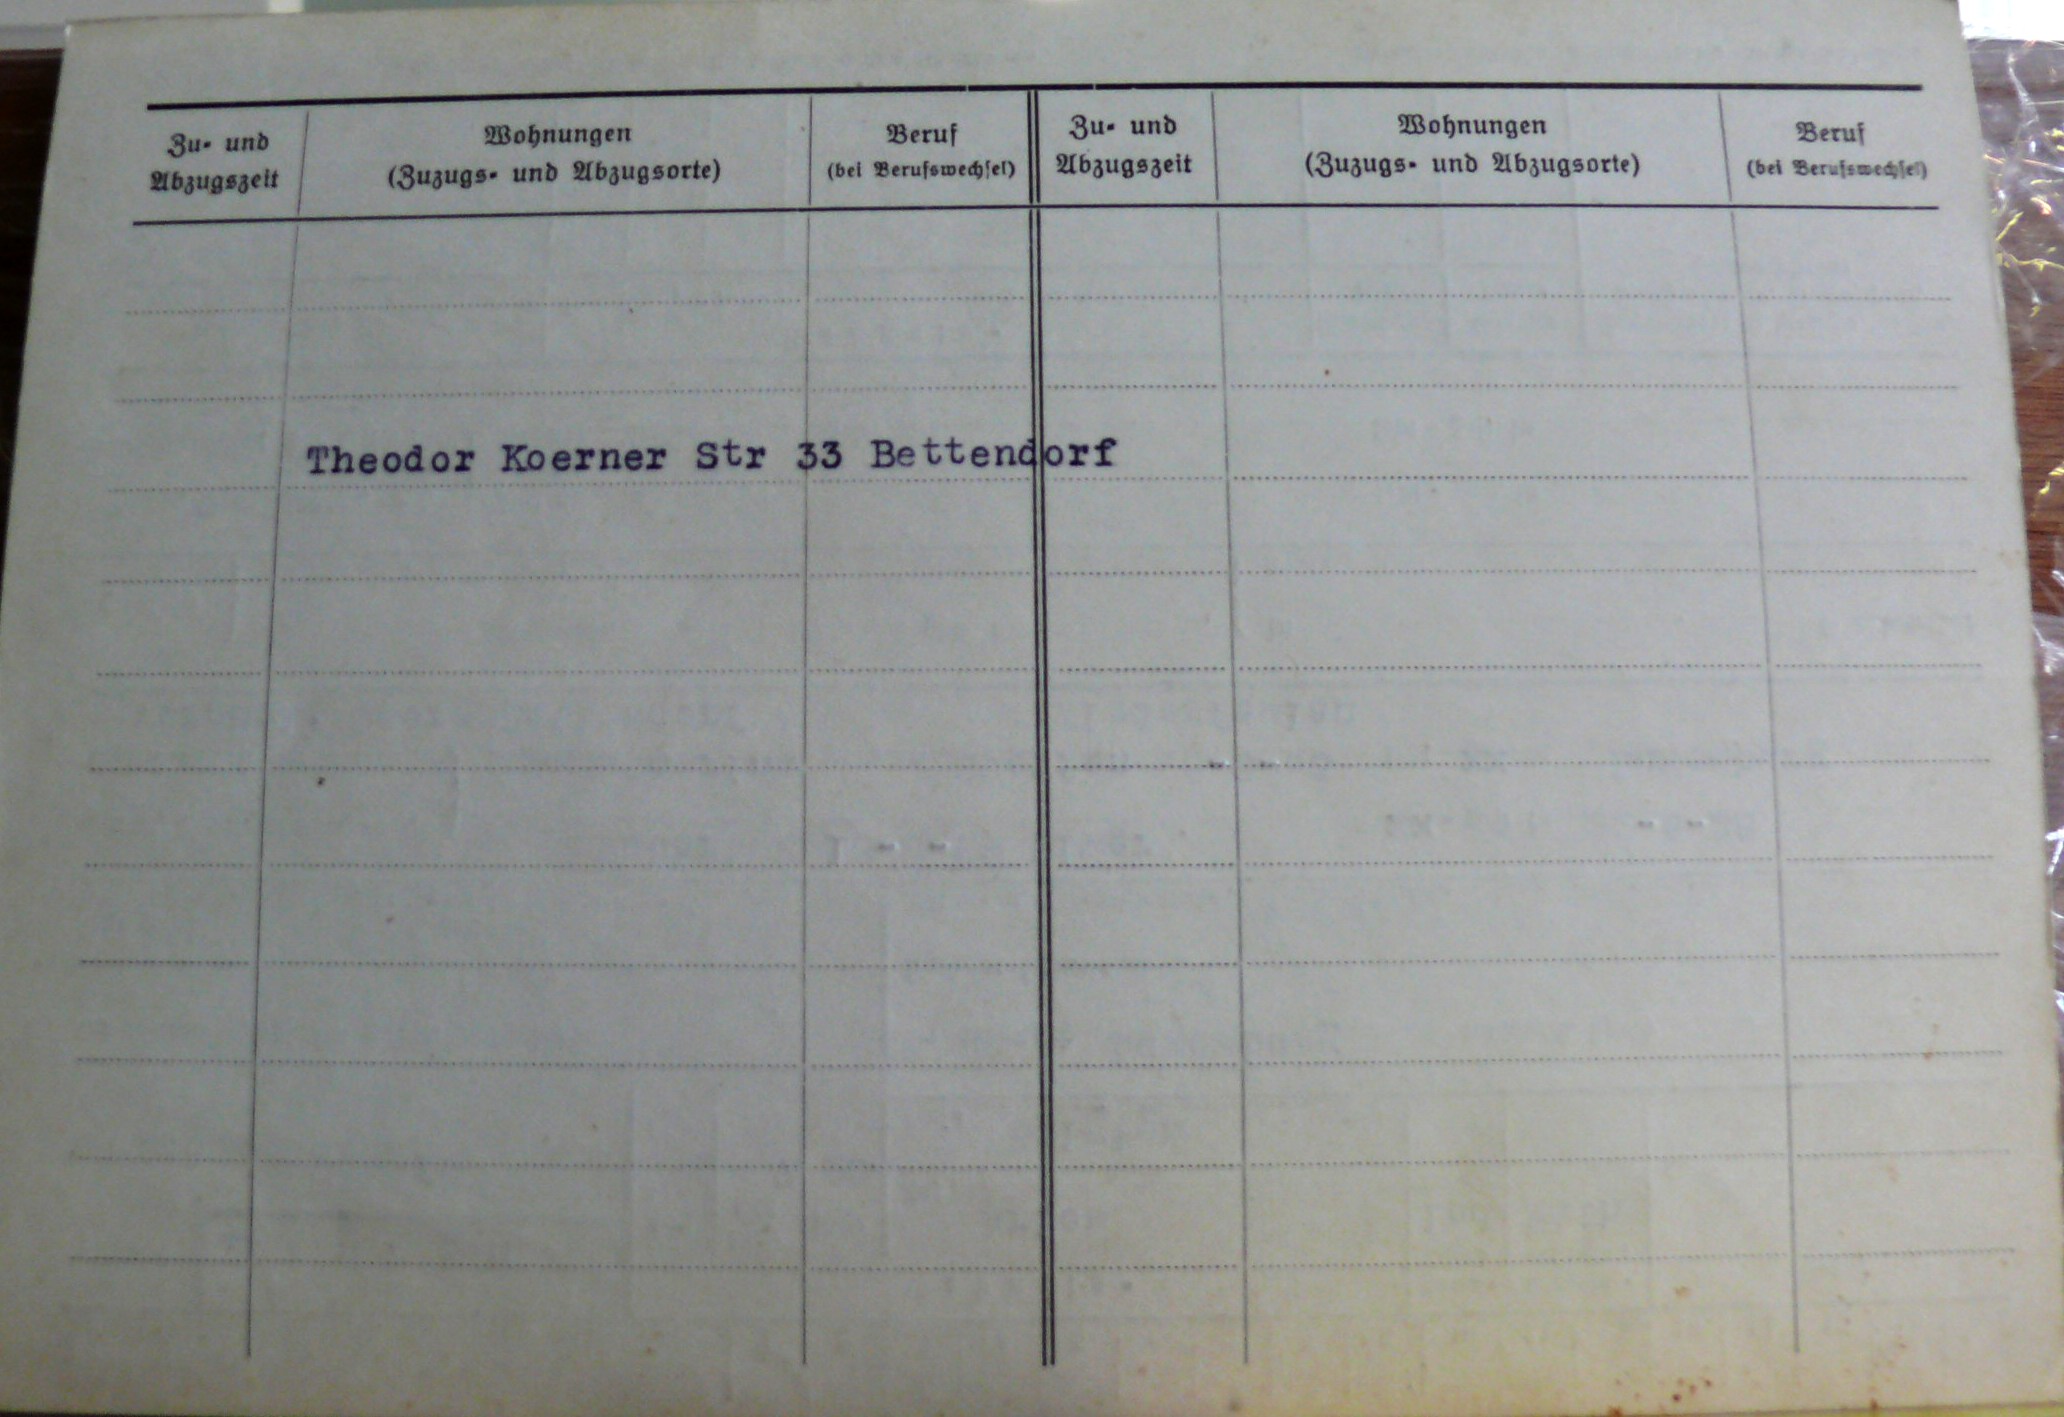 Zu- und
Abzugszeit
Wohnungen
(Zuzugs- und Abzugsorte)
Beruf
(bei Berufswechsel)
Zu- und
Abzugszeit
Wohnungen
(Zuzugs- und Abzugsorte)
Beruf
(bei Berufswechsel)
Theodor Koerner Str 33 Bettendorf